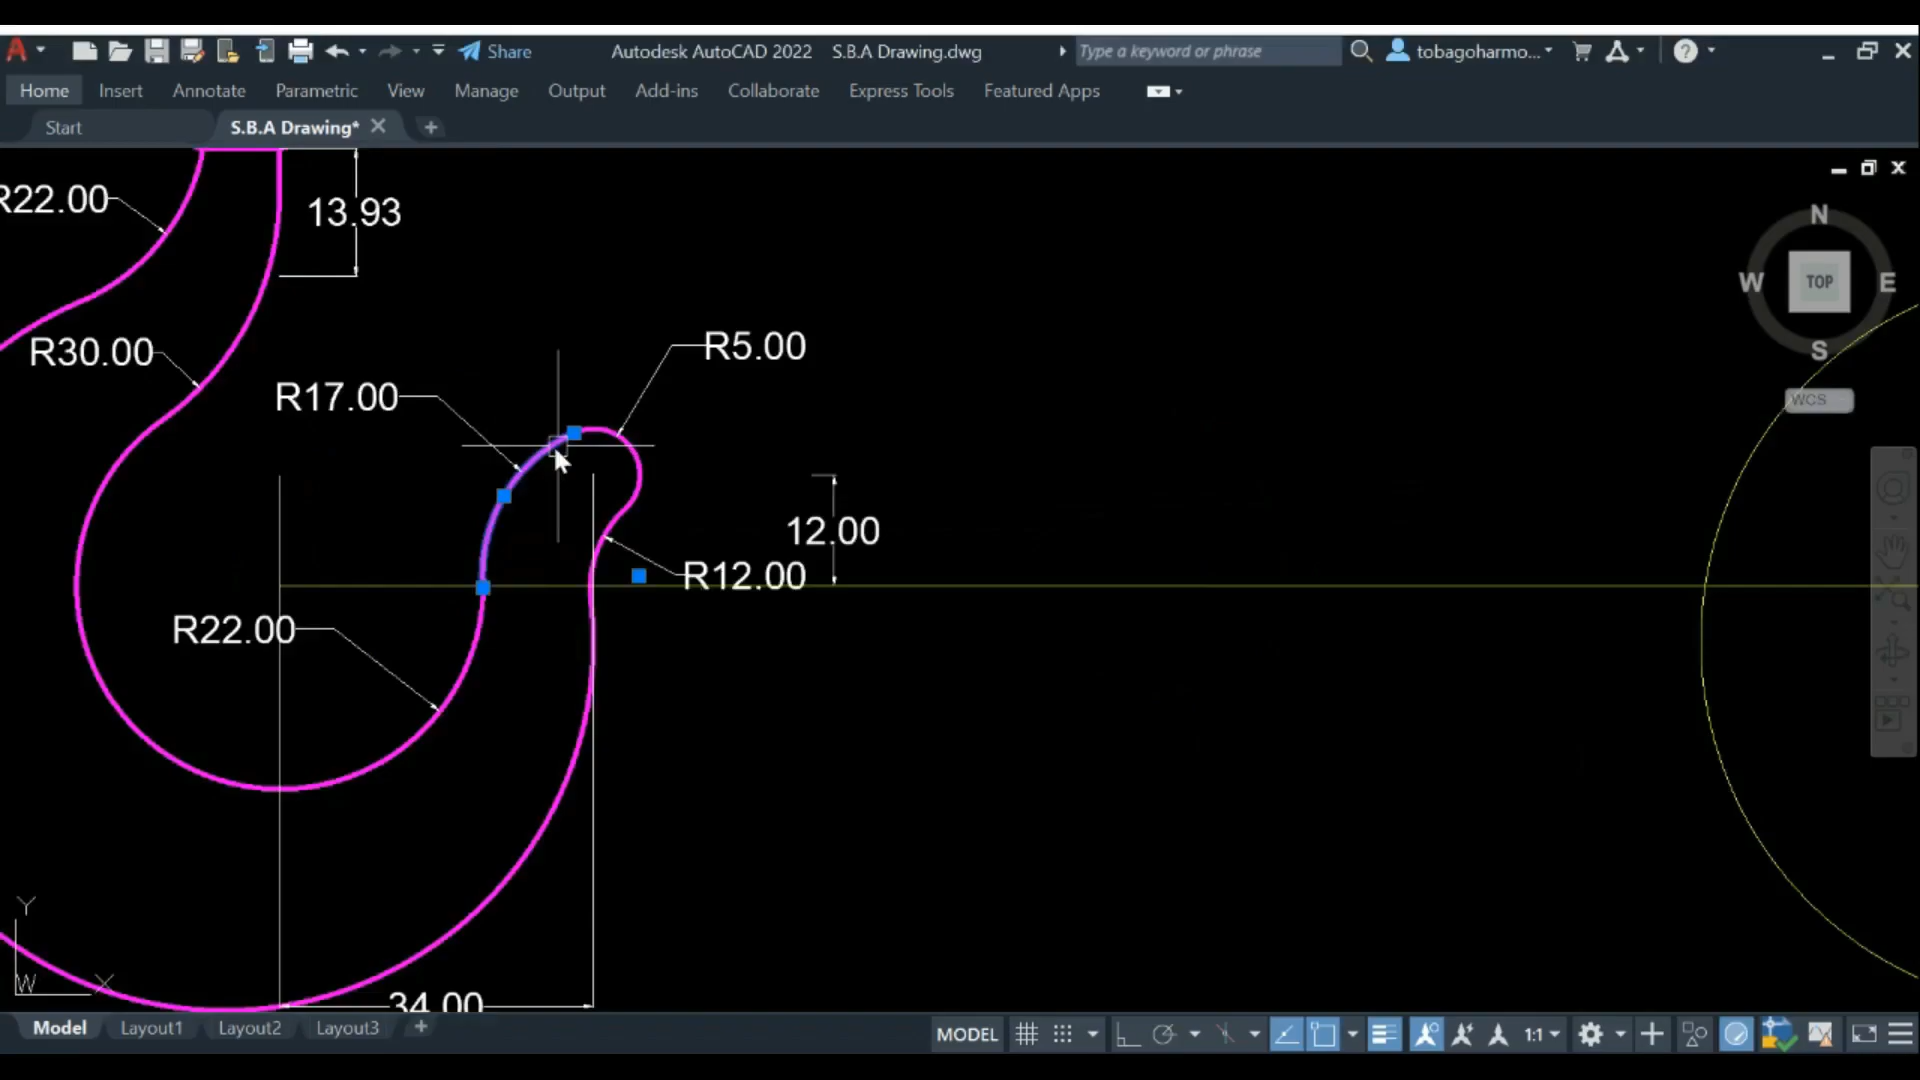 Share
Autodesk AutoCAD 2022 S.B.A Drawing.dwg
Type a keyword or phrase
tobagoharmo...
Home Insert Annotate Parametric View Manage Output Add-ins Collaborate Express Tools Featured Apps
Start
S.B.A Drawing*
R22.00
13.93
N
W
TOP
E
S
R30.00
R5.00
R17.00
WCS
12.00
R12.00
R22.00
Y
W
X
34.00
Model Layout1 Layout2 Layout3
MODEL
1:1